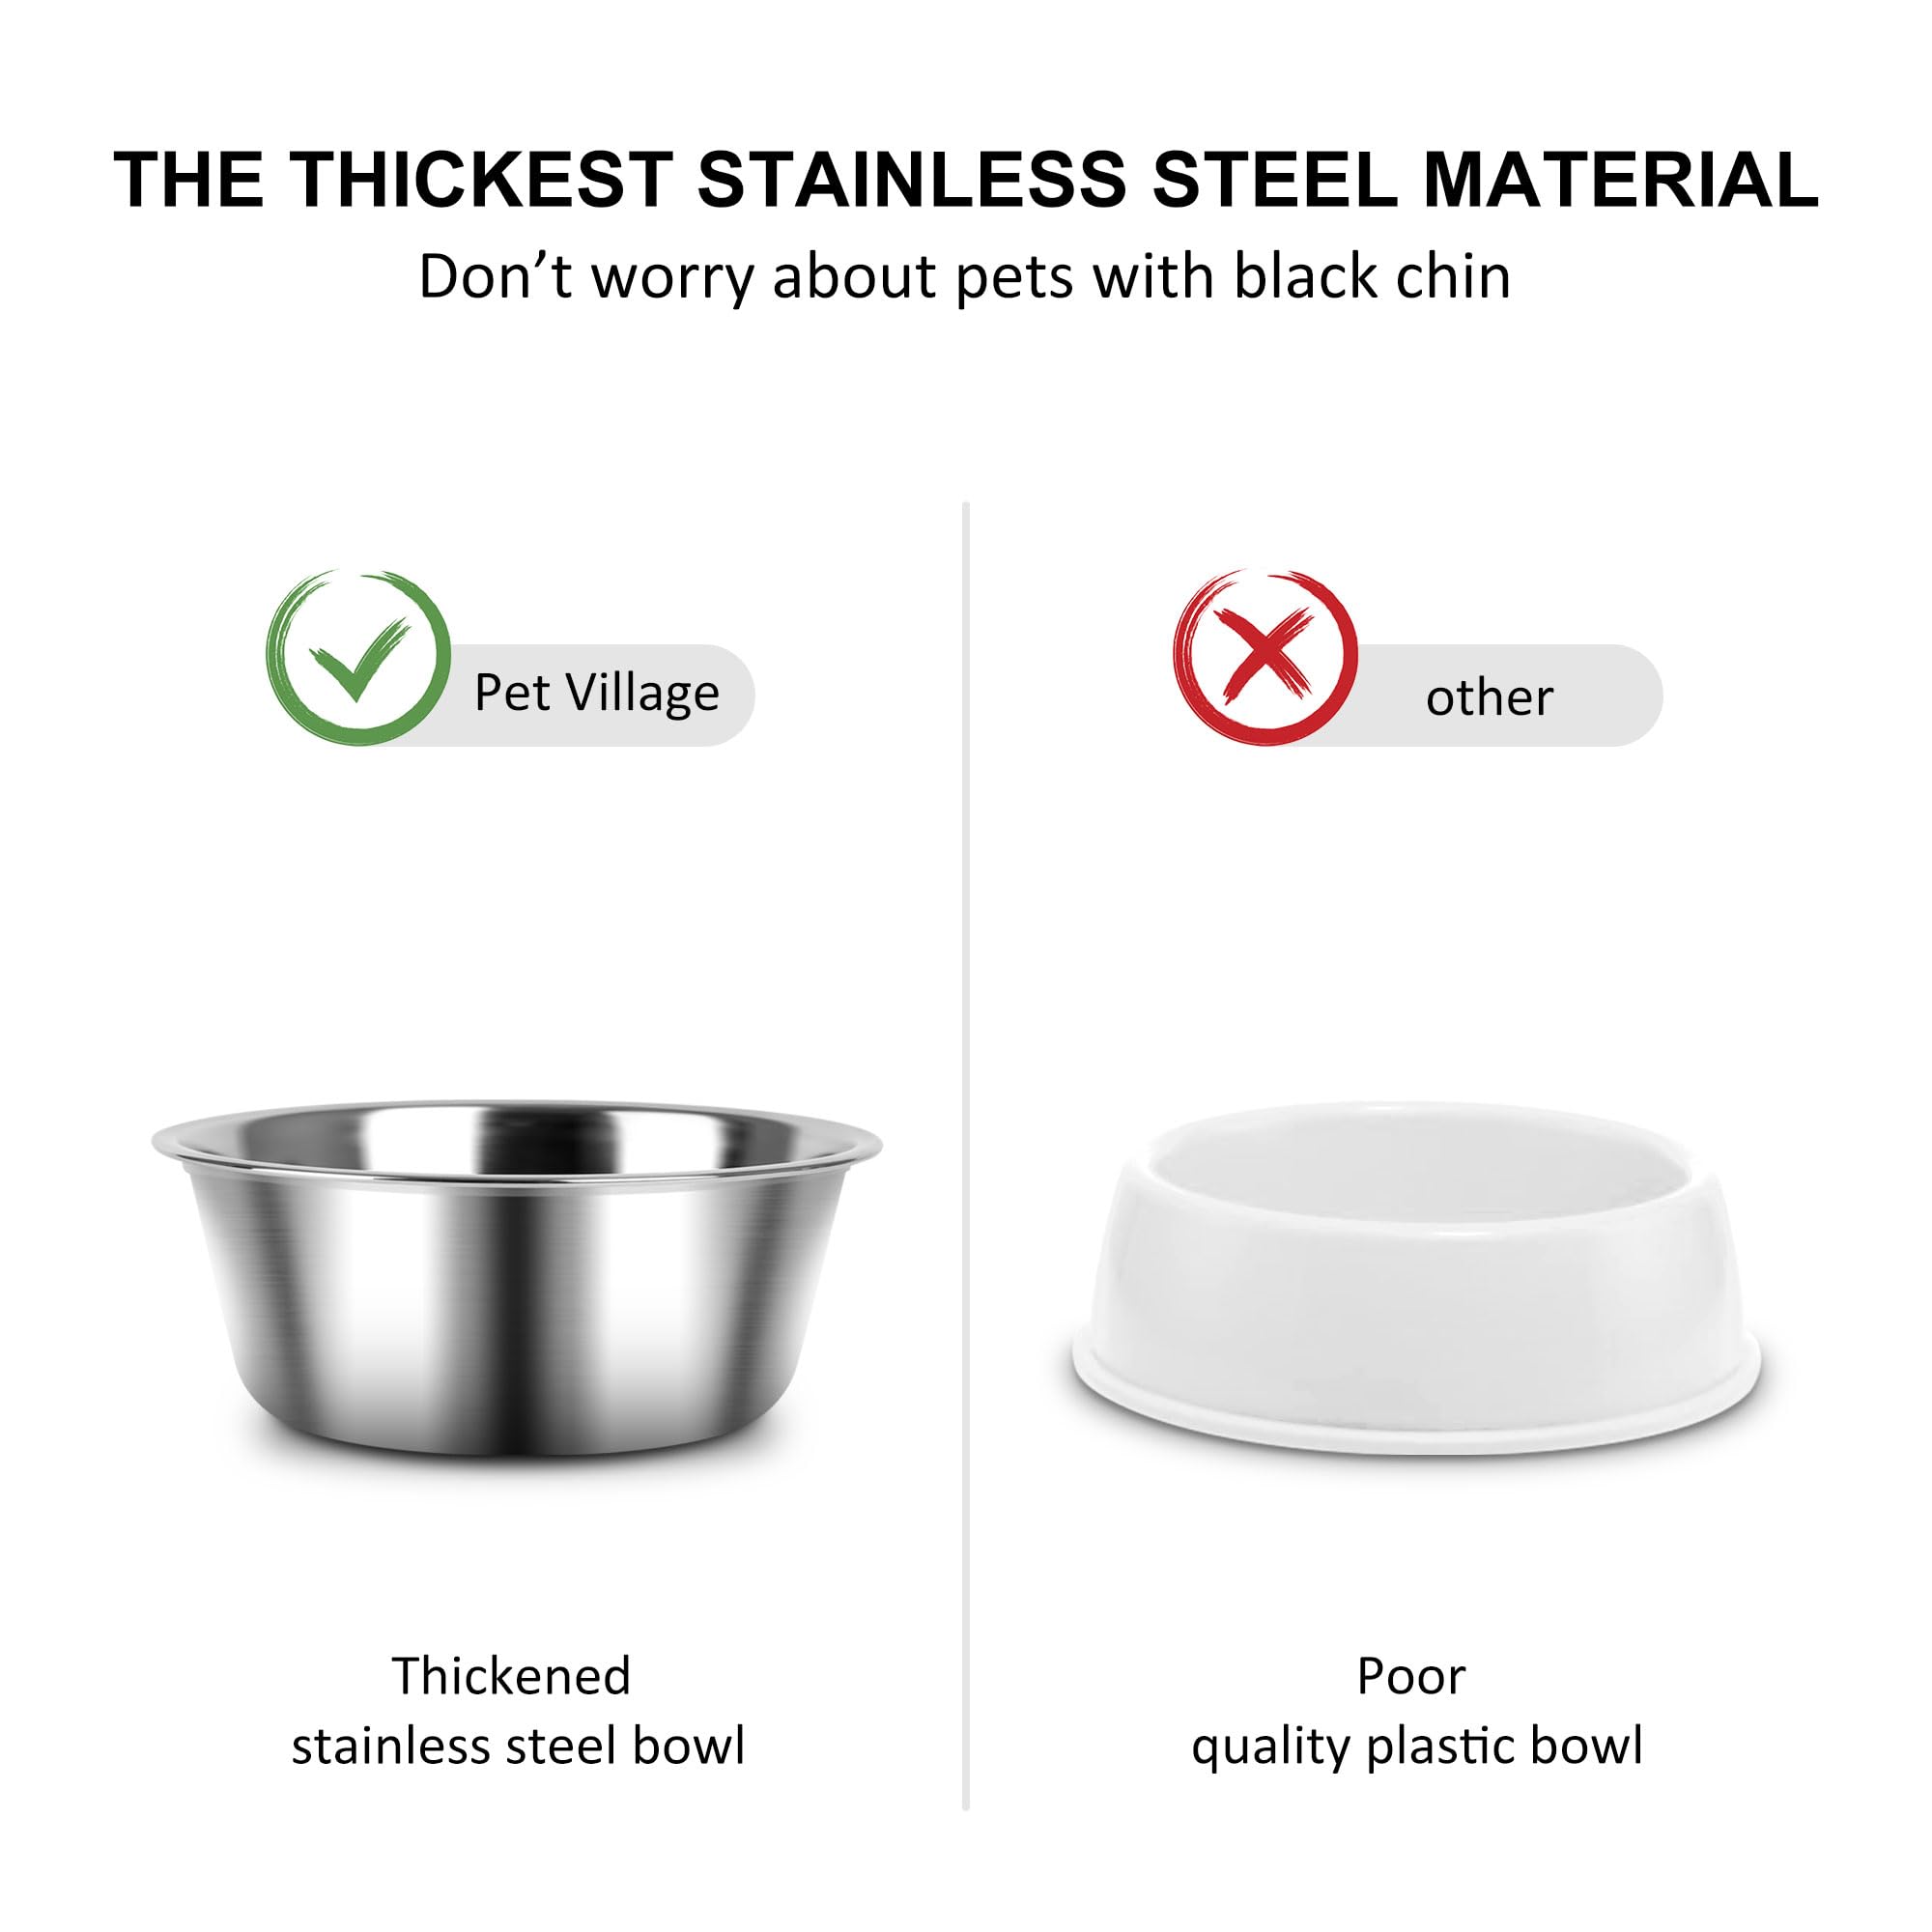 THE THICKEST STAINLESS STEEL MATERIAL
Don’t worry about pets with black chin
Pet Village
other
Thickened
stainless steel bowl
Poor
quality plastic bowl